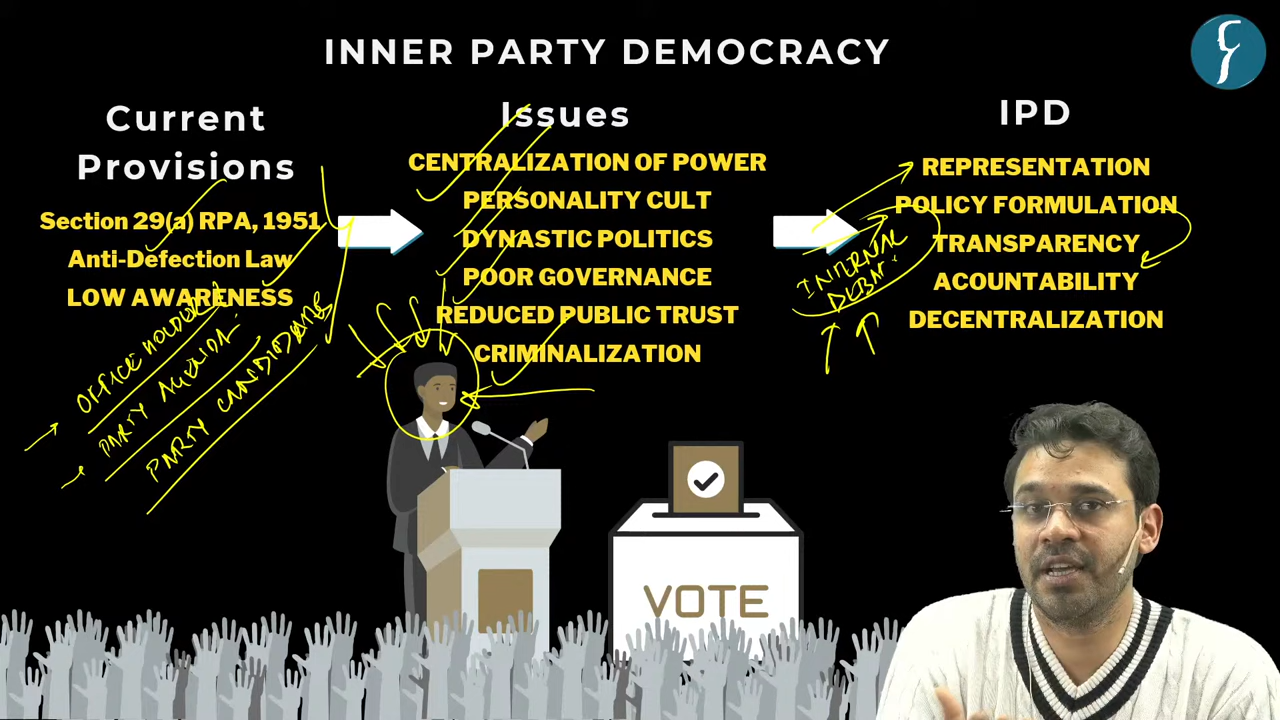 INNER PARTY DEMOCRACY
Current
Provisions
Section 29(a) RPA, 1951
Anti-Defection Law
LOW AWARENESS
OFFICE HOLDERS
PARTY
PARTY CANDIDATE
Issues
CENTRALIZATION OF POWER
PERSONALITY CULT
DYNASTIC POLITICS
POOR GOVERNANCE
REDUCED PUBLIC TRUST
CRIMINALIZATION
IPD
REPRESENTATION
POLICY FORMULATION
TRANSPARENCY
ACOUNTABILITY
DECENTRALIZATION
INTERNAL
DEBAT
VOTE